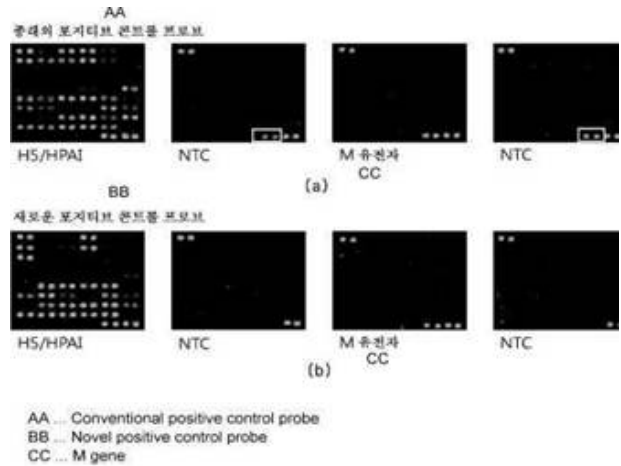 AA
종래의 포지티브 콘트롤 프로브
H5/HPAI NTC M 유전자 NTC
CC
(a)
BB
새로운 포지티브 콘트롤 프로브
H5/HPAI NTC M 유전자 NTC
CC
(b)
AA ... Conventional positive control probe
BB ... Novel positive control probe
CC ... M gene